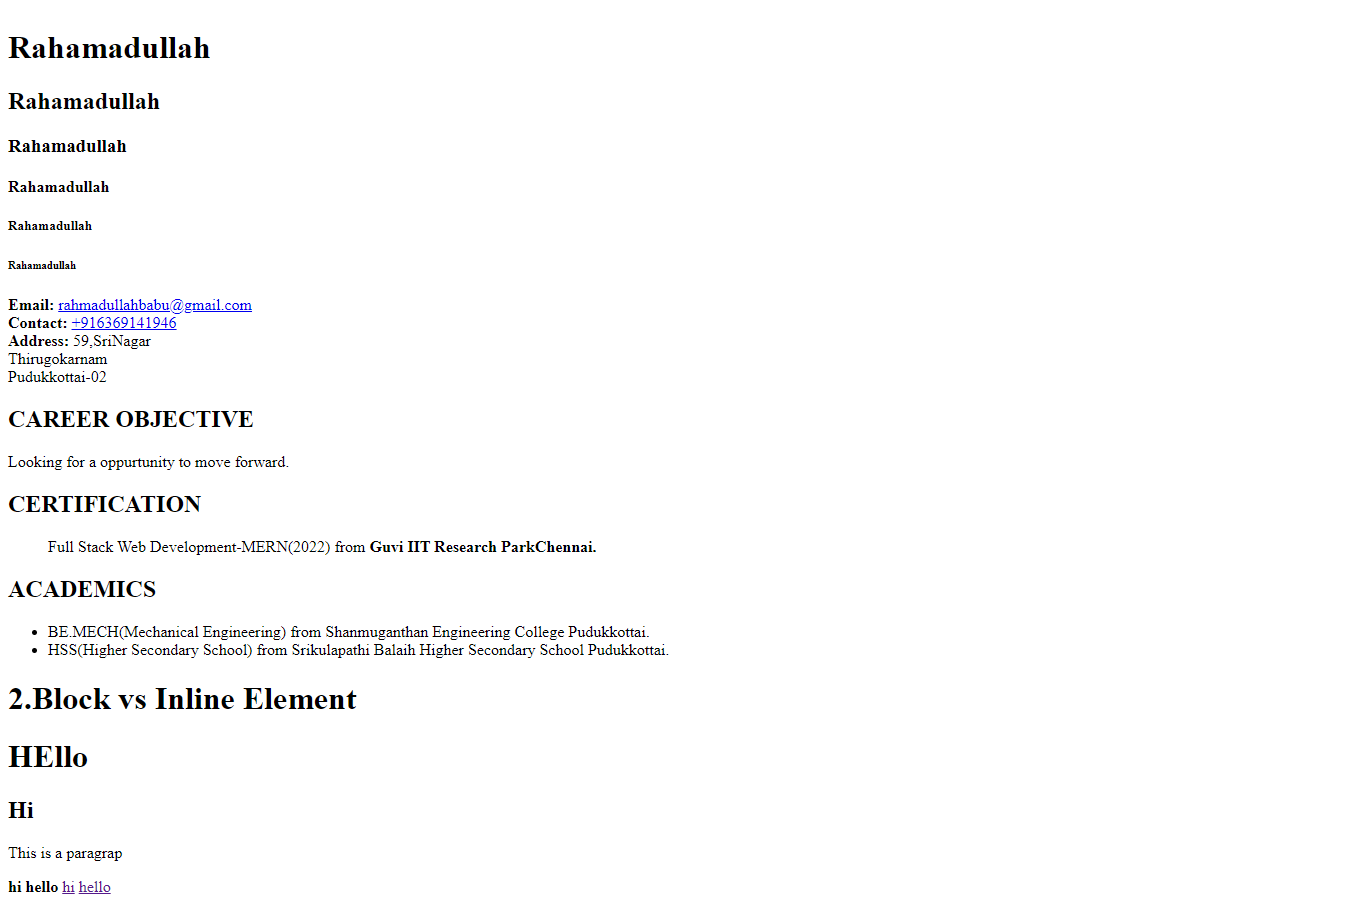 Rahamadullah
Rahamadullah
Rahamadullah
Rahamadullah
Rahamadullah
Rahamadullah
Email: rahmadullahbabu@gmail.com
Contact: +916369141946
Address: 59,SriNagar
Thirugokarnam
Pudukkottai-02
CAREER OBJECTIVE
Looking for a oppurtunity to move forward.
CERTIFICATION
Full Stack Web Development-MERN(2022) from Guvi IIT Research ParkChennai.
ACADEMICS
• BE.MECH(Mechanical Engineering) from Shanmuganthan Engineering College Pudukkottai.
• HSS(Higher Secondary School) from Srikulapathi Balaih Higher Secondary School Pudukkottai.
2.Block vs Inline Element
HEllo
Hi
This is a paragrap
hi hello hi hello